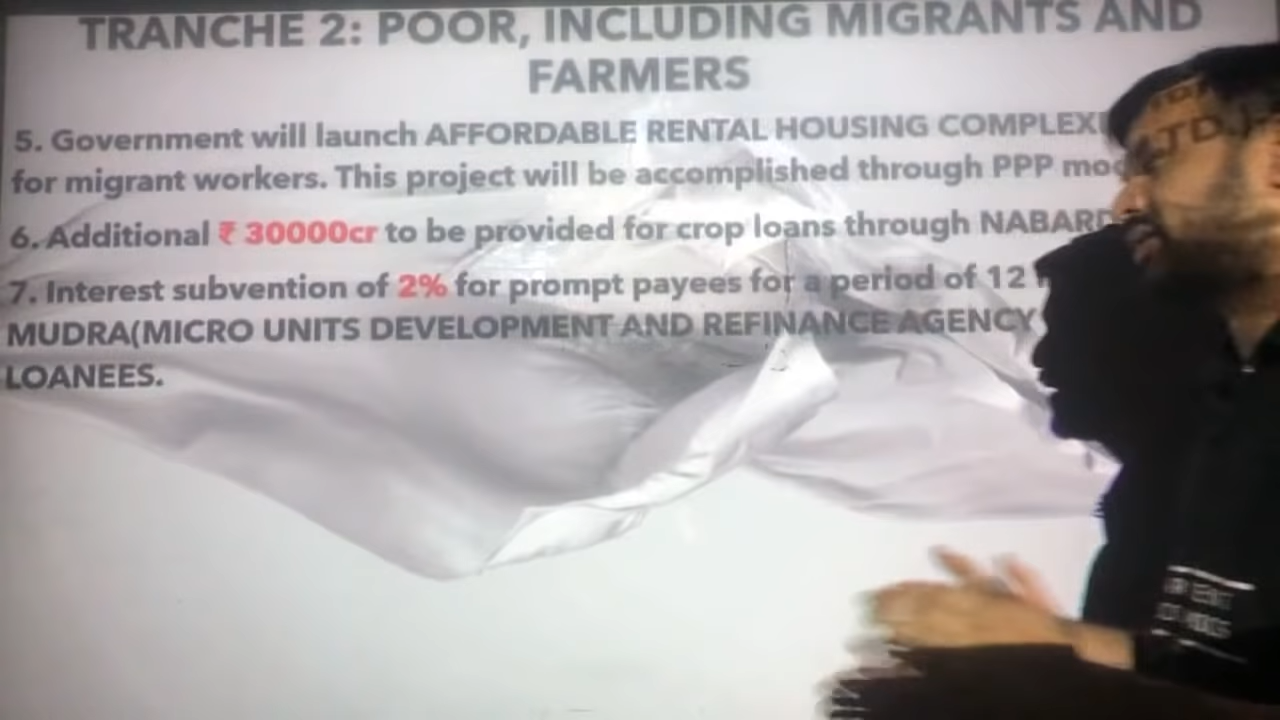 TRANCHE 2: POOR, INCLUDING MIGRANTS AND
FARMERS
5. Government will launch AFFORDABLE RENTAL HOUSING
for migrant workers. This project will be accomplished through PPP
6. Additional ₹ 30000cr to be provided for crop loans through NABARD
7. Interest subvention of 2% for prompt payees for a period of 12
MUDRA(MICRO UNITS DEVELOPMENT AND REFINANCE AGENCY
LOANEES.